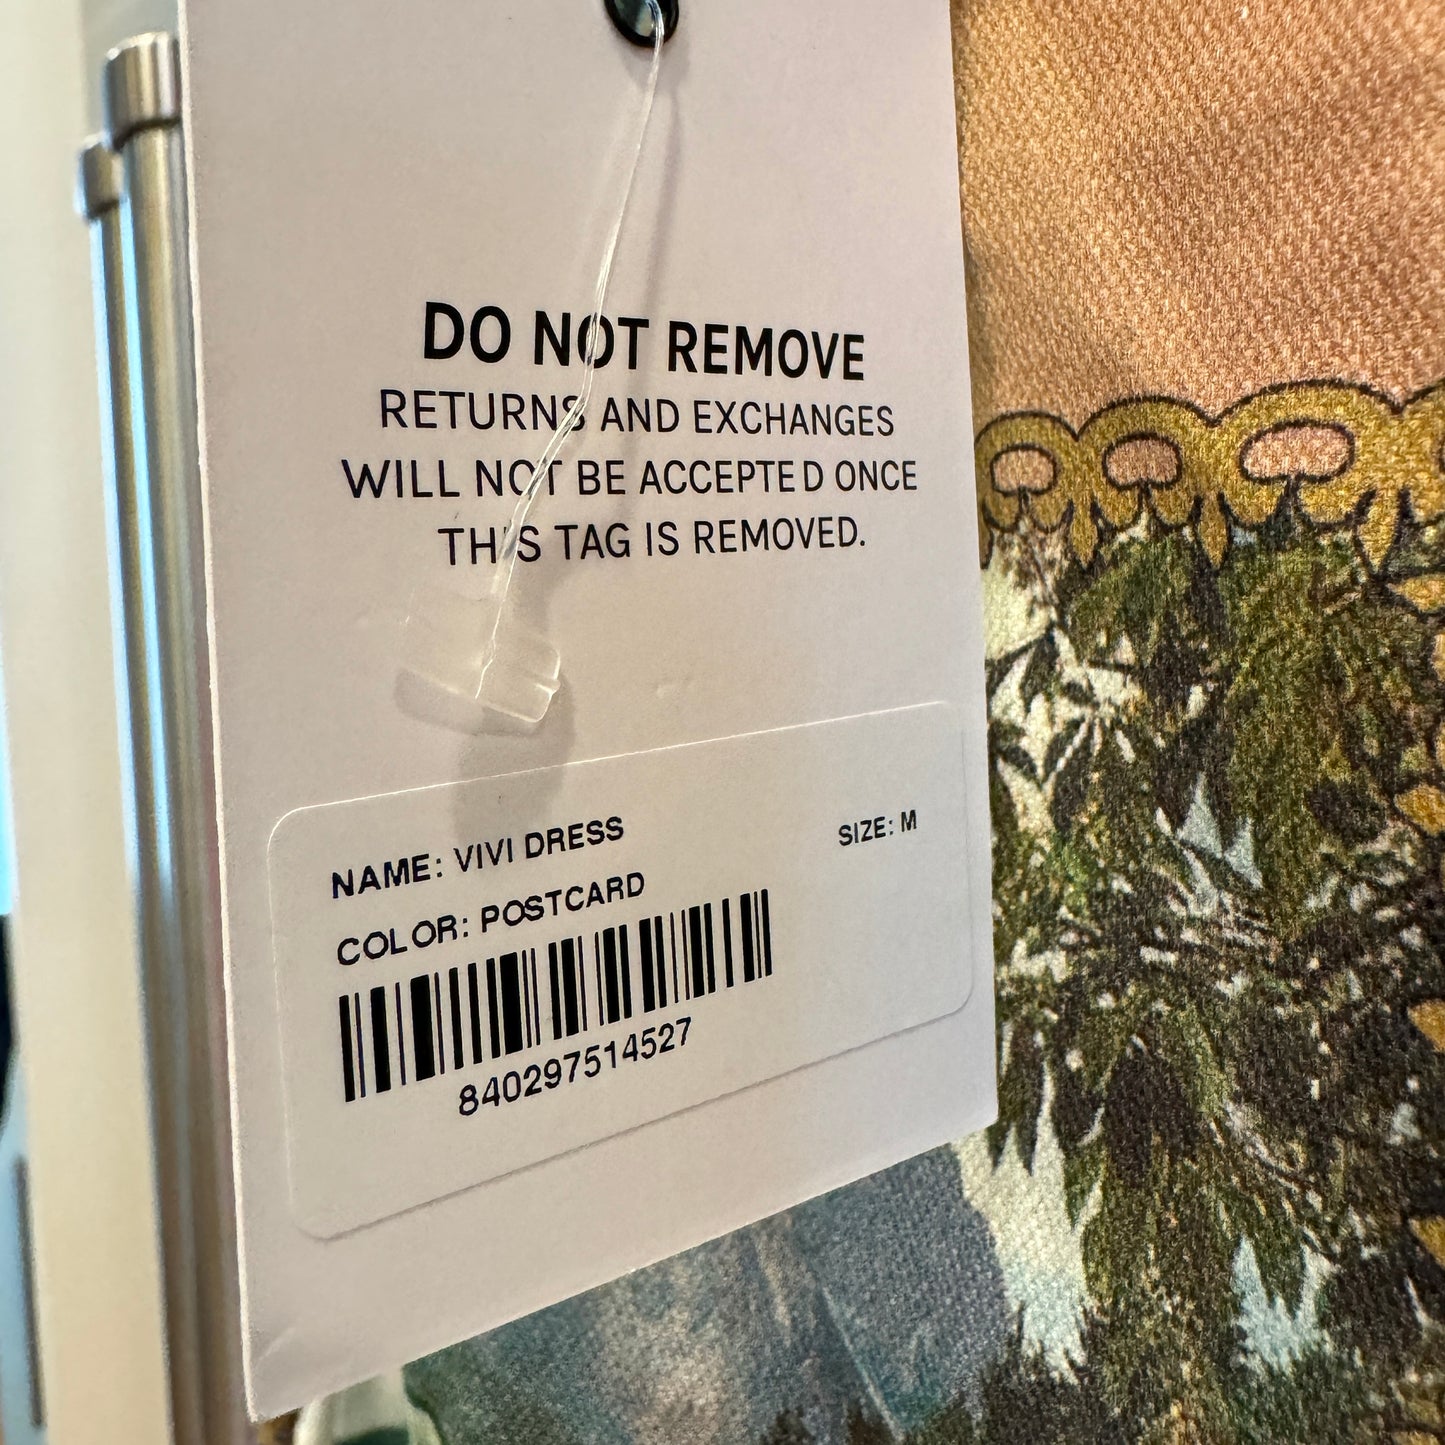 DO NOT REMOVE
RETURNS AND EXCHANGES
WILL NOT BE ACCEPTED ONCE
THIS TAG IS REMOVED.
NAME: VIVI DRESS
SIZE: M
COLOR: POSTCARD
840297514527